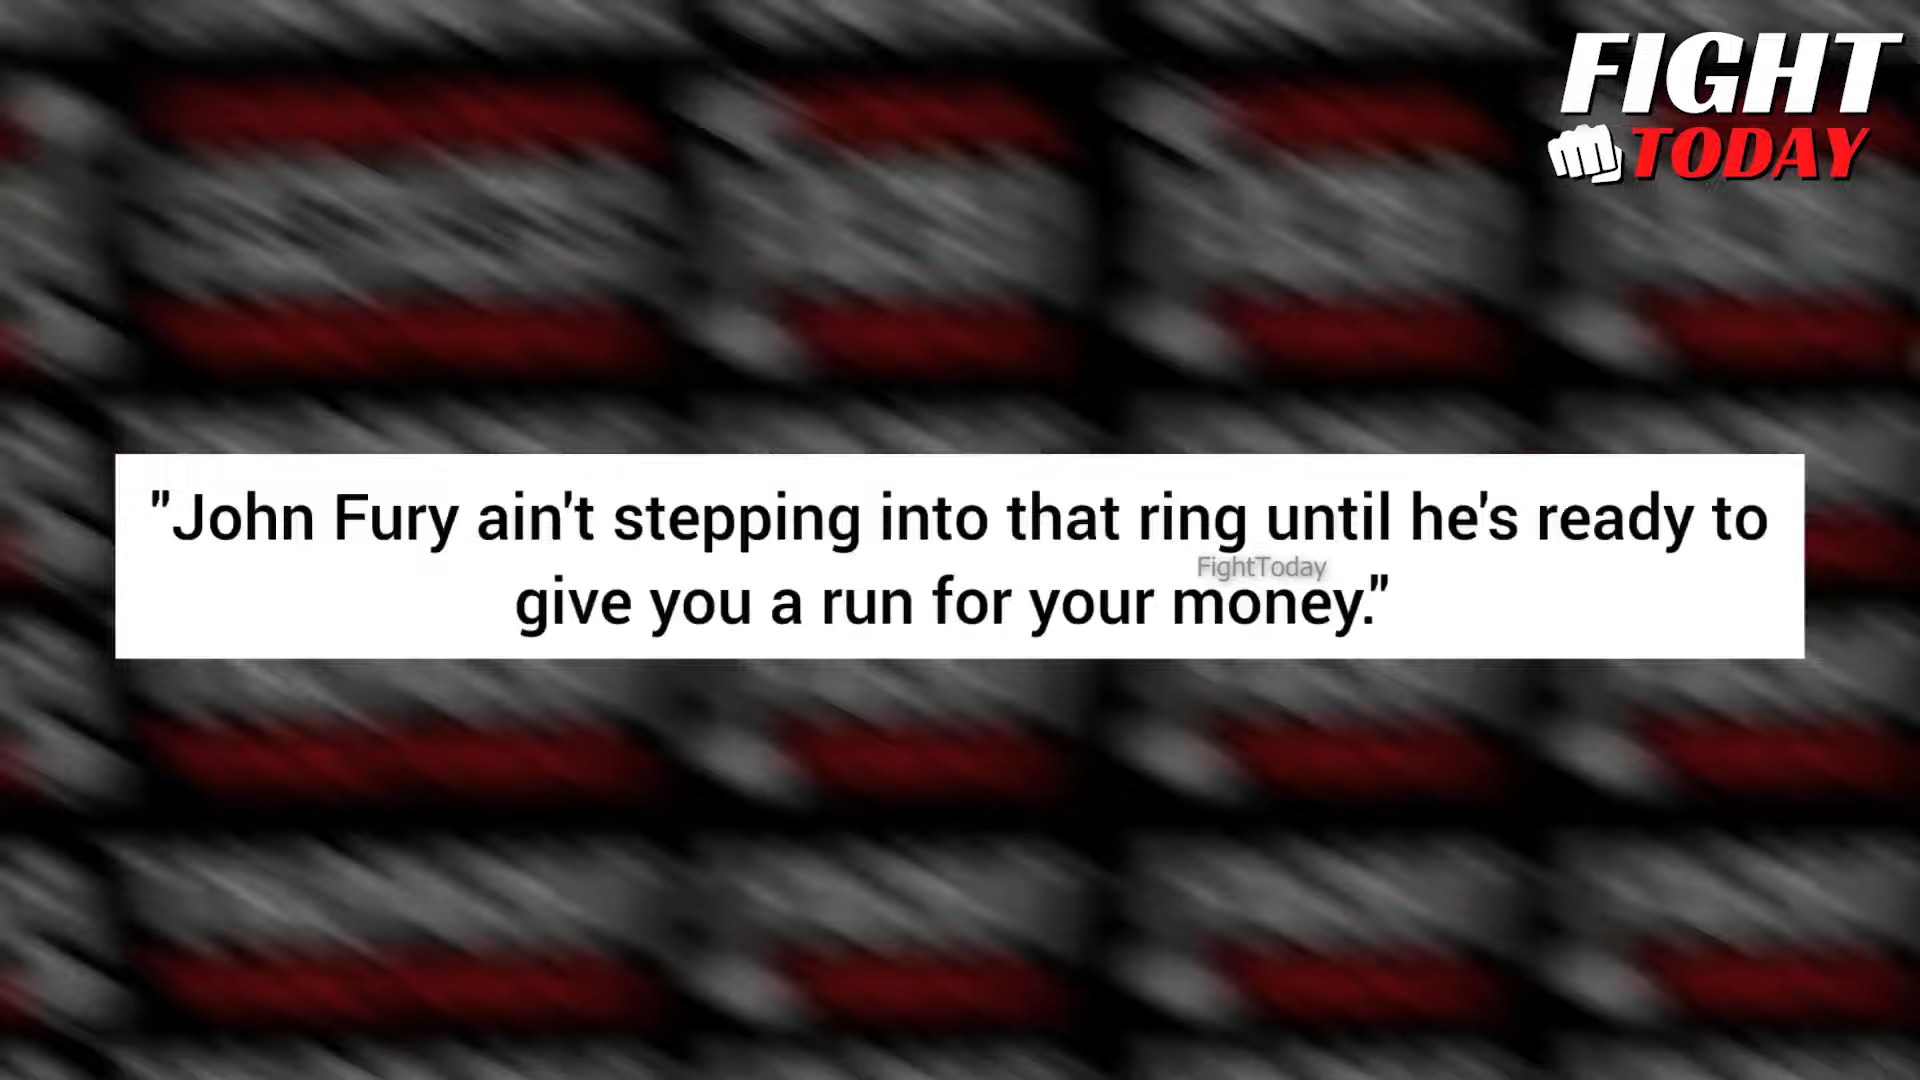 FIGHT
TODAY
"John Fury ain't stepping into that ring until he's ready to
FightToday
give you a run for your money."